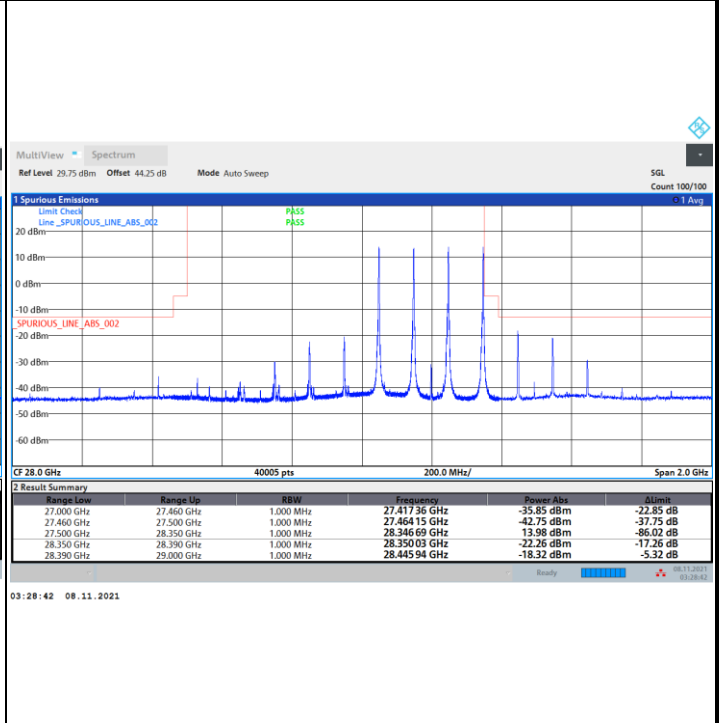 MultiView Spectrum
Ref Level 29.75 dBm Offset 44.25 dB Mode Auto Sweep SGL
Count 100/100
1 Spurious Emissions 1 Avg
Limit Check PASS
Line _SPURIOUS_LINE_ABS_002 PASS
20 dBm
10 dBm
0 dBm
-10 dBm
_SPURIOUS_LINE_ABS_002
-20 dBm
-30 dBm
-40 dBm
-50 dBm
-60 dBm
CF 28.0 GHz 40005 pts 200.0 MHz/ Span 2.0 GHz
2 Result Summary
Range Low Range Up RBW Frequency Power Abs ΔLimit
27.000 GHz 27.460 GHz 1.000 MHz 27.417 36 GHz -35.85 dBm -22.85 dB
27.460 GHz 27.500 GHz 1.000 MHz 27.464 15 GHz -42.75 dBm -37.75 dB
27.500 GHz 28.350 GHz 1.000 MHz 28.346 69 GHz 13.98 dBm -86.02 dB
28.350 GHz 28.390 GHz 1.000 MHz 28.350 03 GHz -22.26 dBm -17.26 dB
28.390 GHz 29.000 GHz 1.000 MHz 28.445 94 GHz -18.32 dBm -5.32 dB
Ready 08.11.2021
03:28:42
03:28:42 08.11.2021